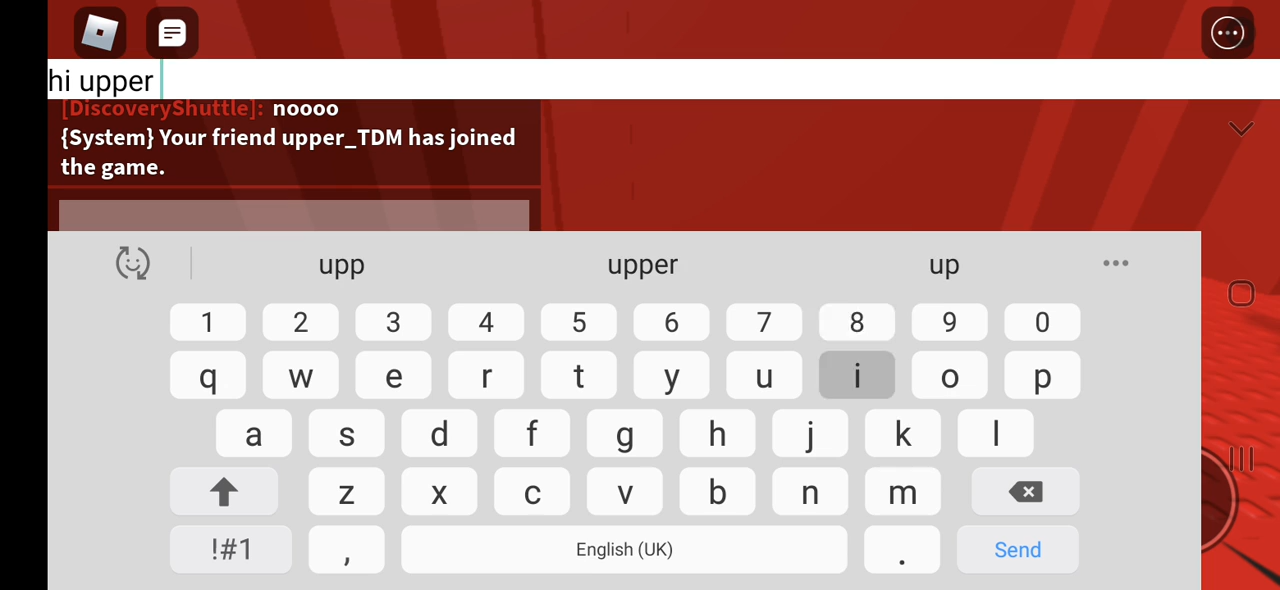 hi upper
[DiscoveryShuttle]: noooo
{System} Your friend upper_TDM has joined
the game.
upp upper up
1 2 3 4 5 6 7 8 9 0
q w e r t y u i o p
a s d f g h j k l
z x c v b n m
!#1 , English (UK) . Send